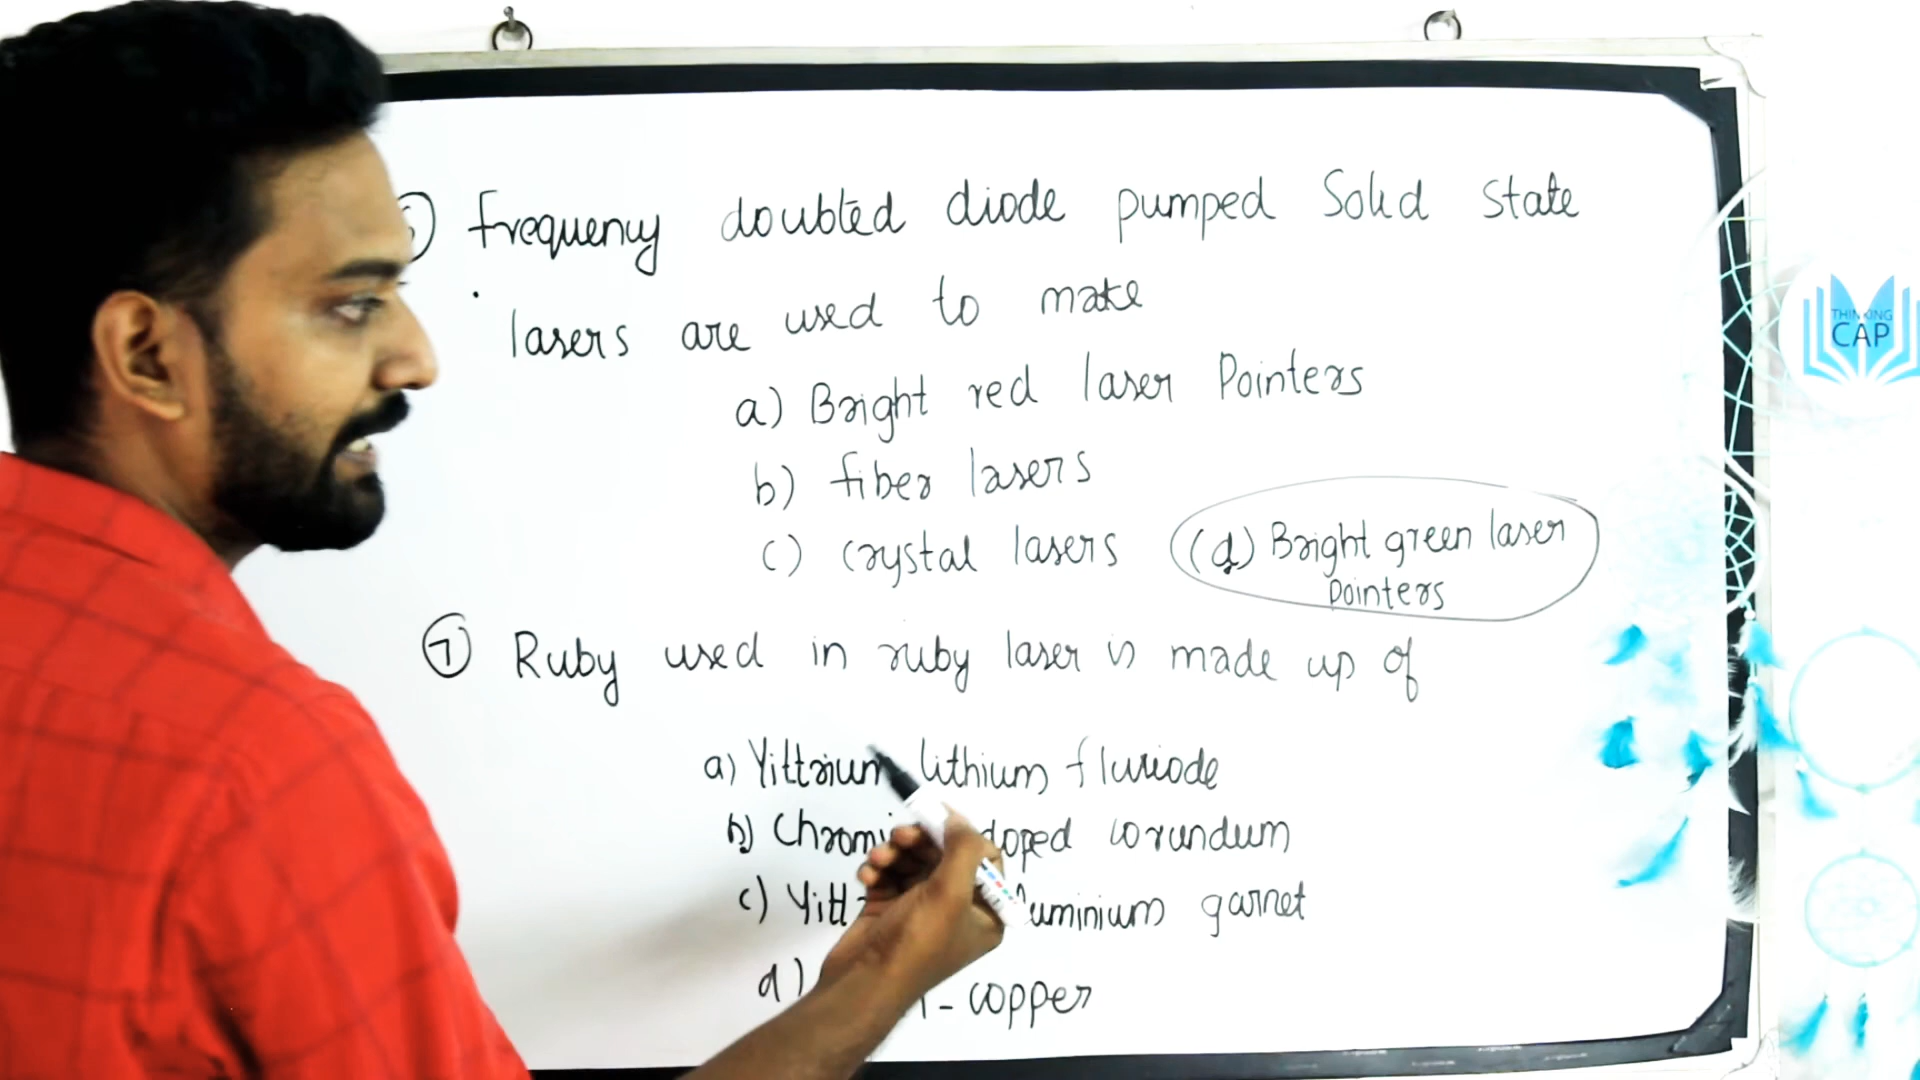 frequency doubled diode pumped Solid state
lasers are used to make
a) Bright red laser Pointers
b) fiber lasers
c) crystal lasers (d) Bright green laser
Pointers
7 Ruby used in ruby laser is made up of
a) Yittrium lithium fluriode
b) Chromi doped corundum
c) Yitt uminium garnet
d) - copper
THINKING
CAP